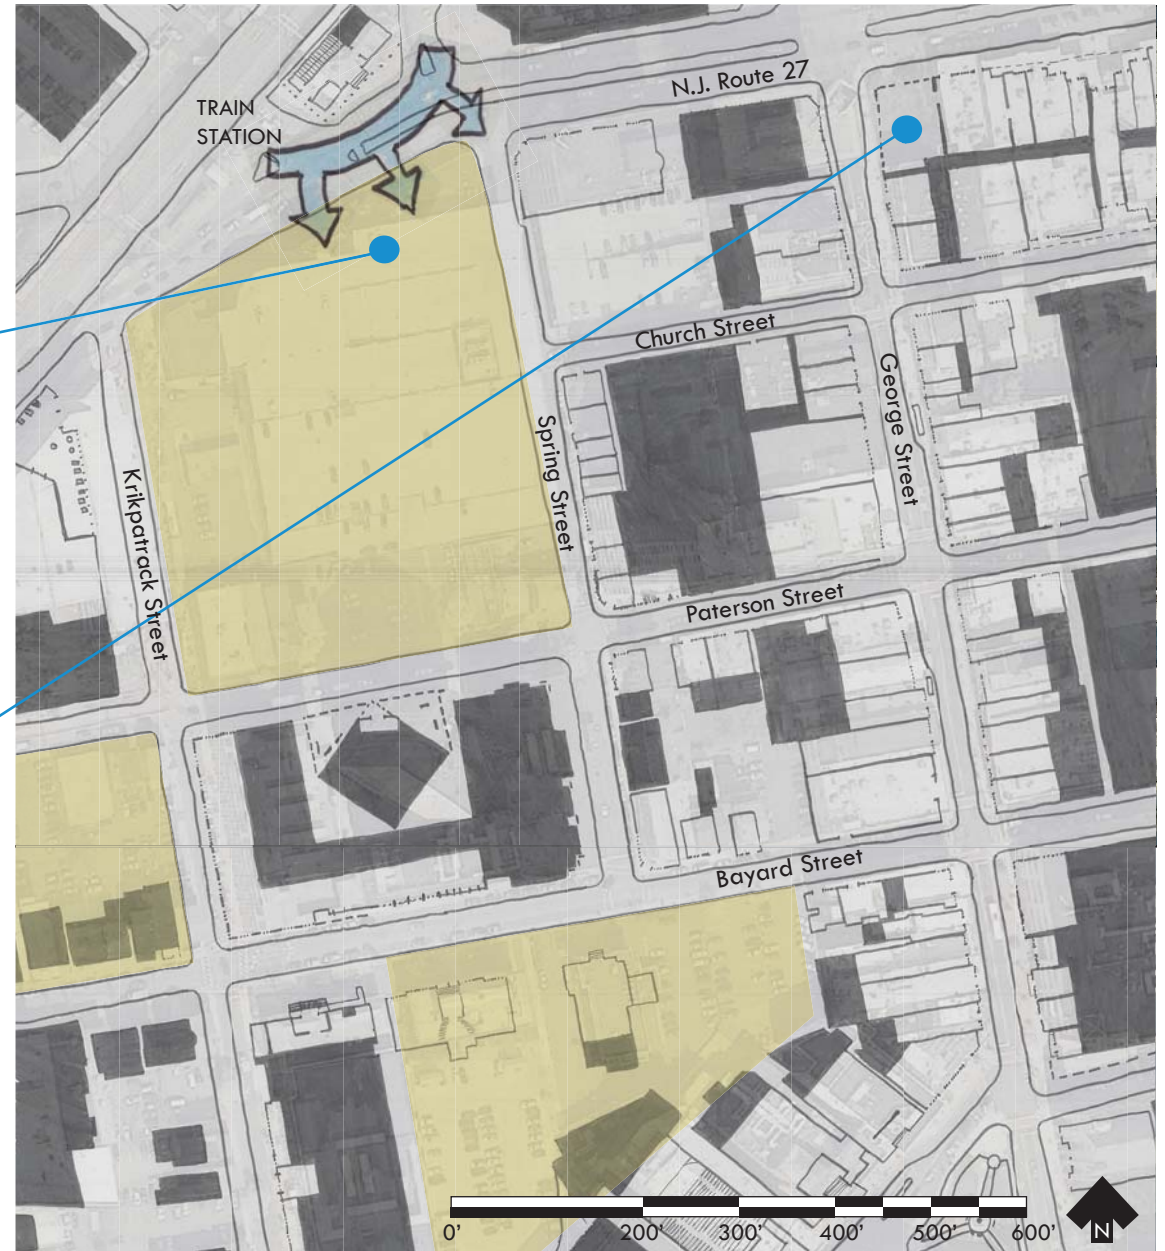 N.J. Route 27
TRAIN
STATION
Church Street
George Street
Spring Street
Krikpatrack Street
Paterson Street
Bayard Street
0' 200' 300' 400' 500' 600'
N